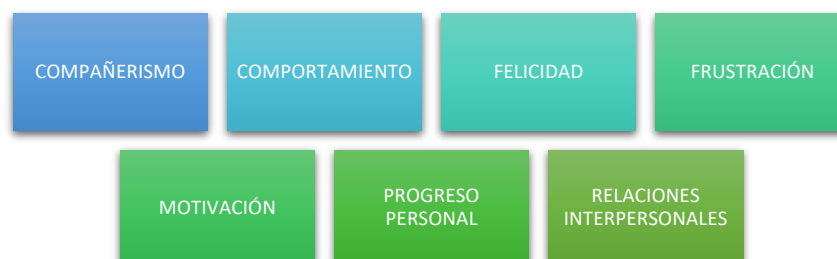 COMPAÑERISMO
COMPORTAMIENTO
FELICIDAD
FRUSTRACIÓN
MOTIVACIÓN
PROGRESO
PERSONAL
RELACIONES
INTERPERSONALES